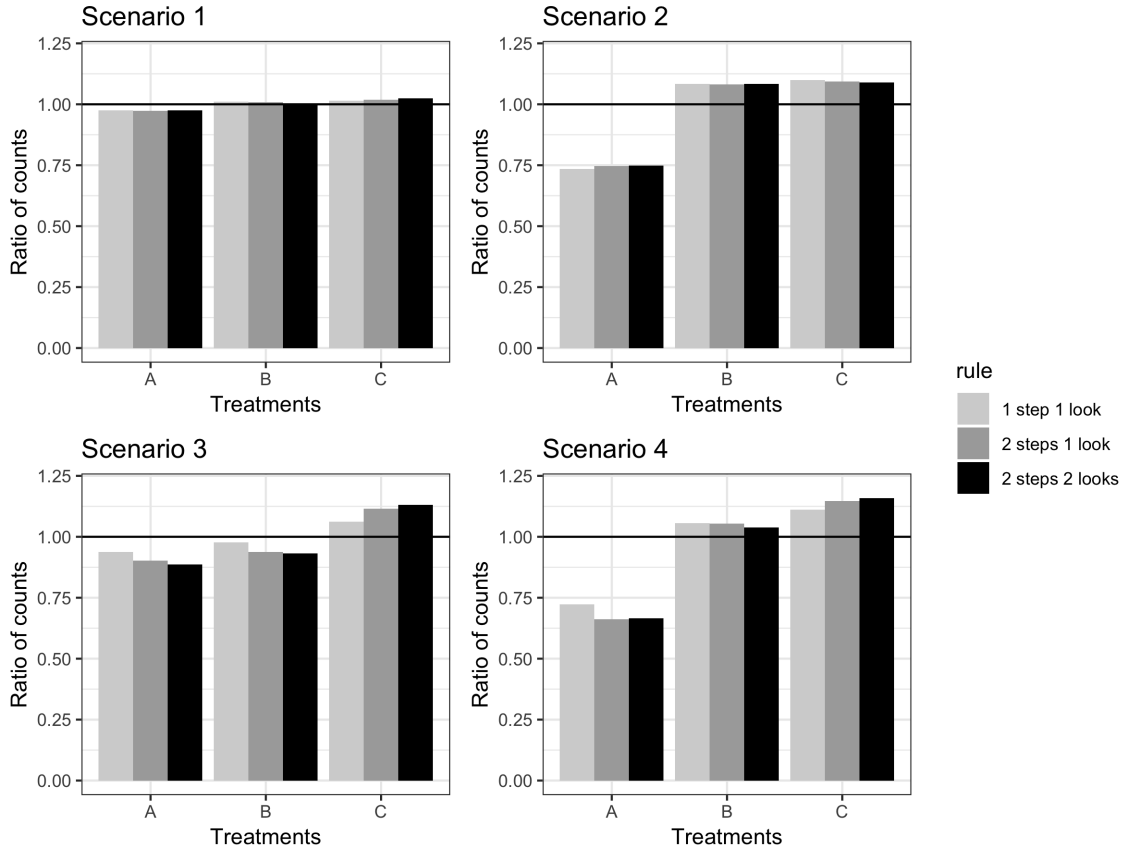 Scenario 1
1.25
1.00
0.75
0.50
0.25
0.00
Ratio of counts
A B C
Treatments
Scenario 2
1.25
1.00
0.75
0.50
0.25
0.00
Ratio of counts
A B C
Treatments
Scenario 3
1.25
1.00
0.75
0.50
0.25
0.00
Ratio of counts
A B C
Treatments
Scenario 4
1.25
1.00
0.75
0.50
0.25
0.00
Ratio of counts
A B C
Treatments
rule
1 step 1 look
2 steps 1 look
2 steps 2 looks